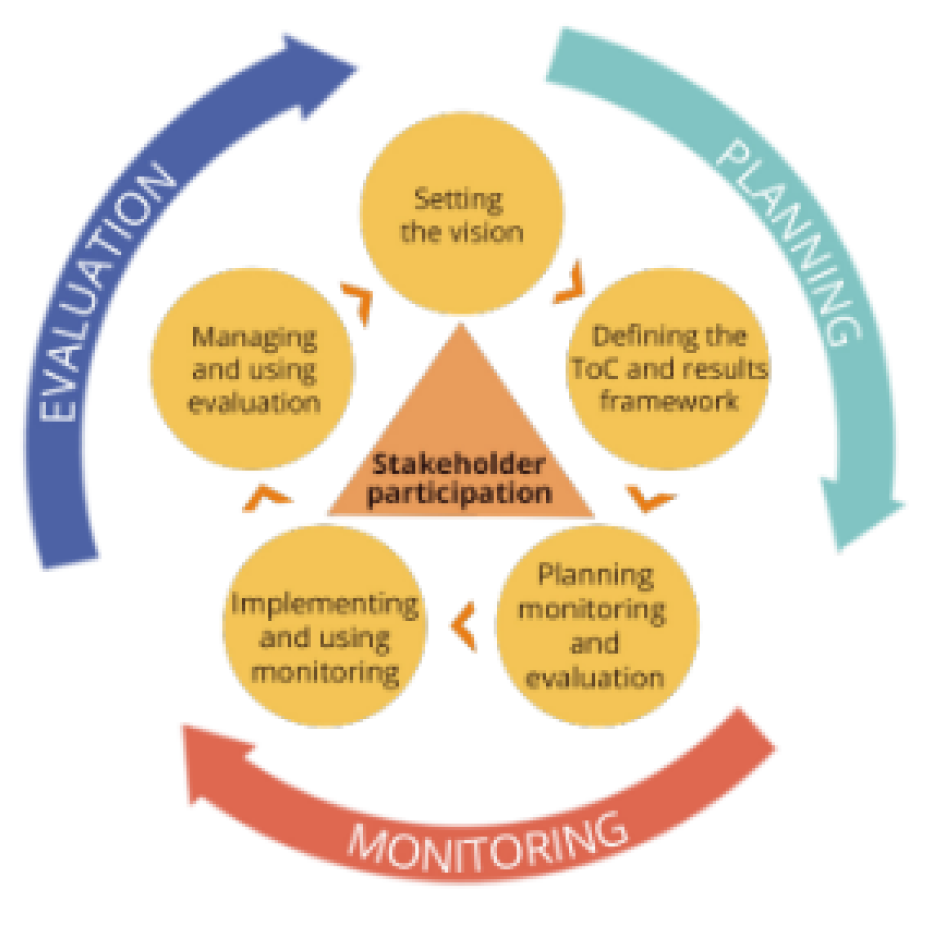 EVALUATION
PLANNING
Setting
the vision
Managing
and using
evaluation
Defining the
ToC and results
framework
Stakeholder
participation
Implementing
and using
monitoring
Planning
monitoring
and
evaluation
MONITORING